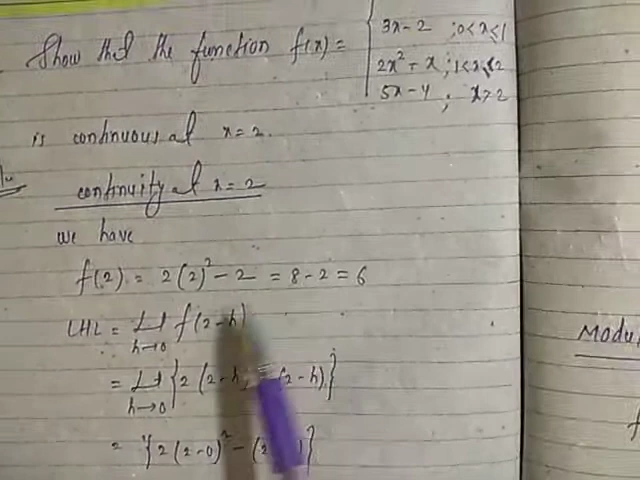 Show that the function f(x) = { 3x-2 ; 0<x≤1
2x² - x ; 1<x≤2
5x-4 ; x>2
is continuous at x=2.
continuity at x=2
we have
f(2) = 2(2)² - 2 = 8-2 = 6
LHL = Lt f(2-h)
h→0
= Lt {2(2-h) (2-h)}
h→0
= {2(2-0)² - (2 )}
Modu
f